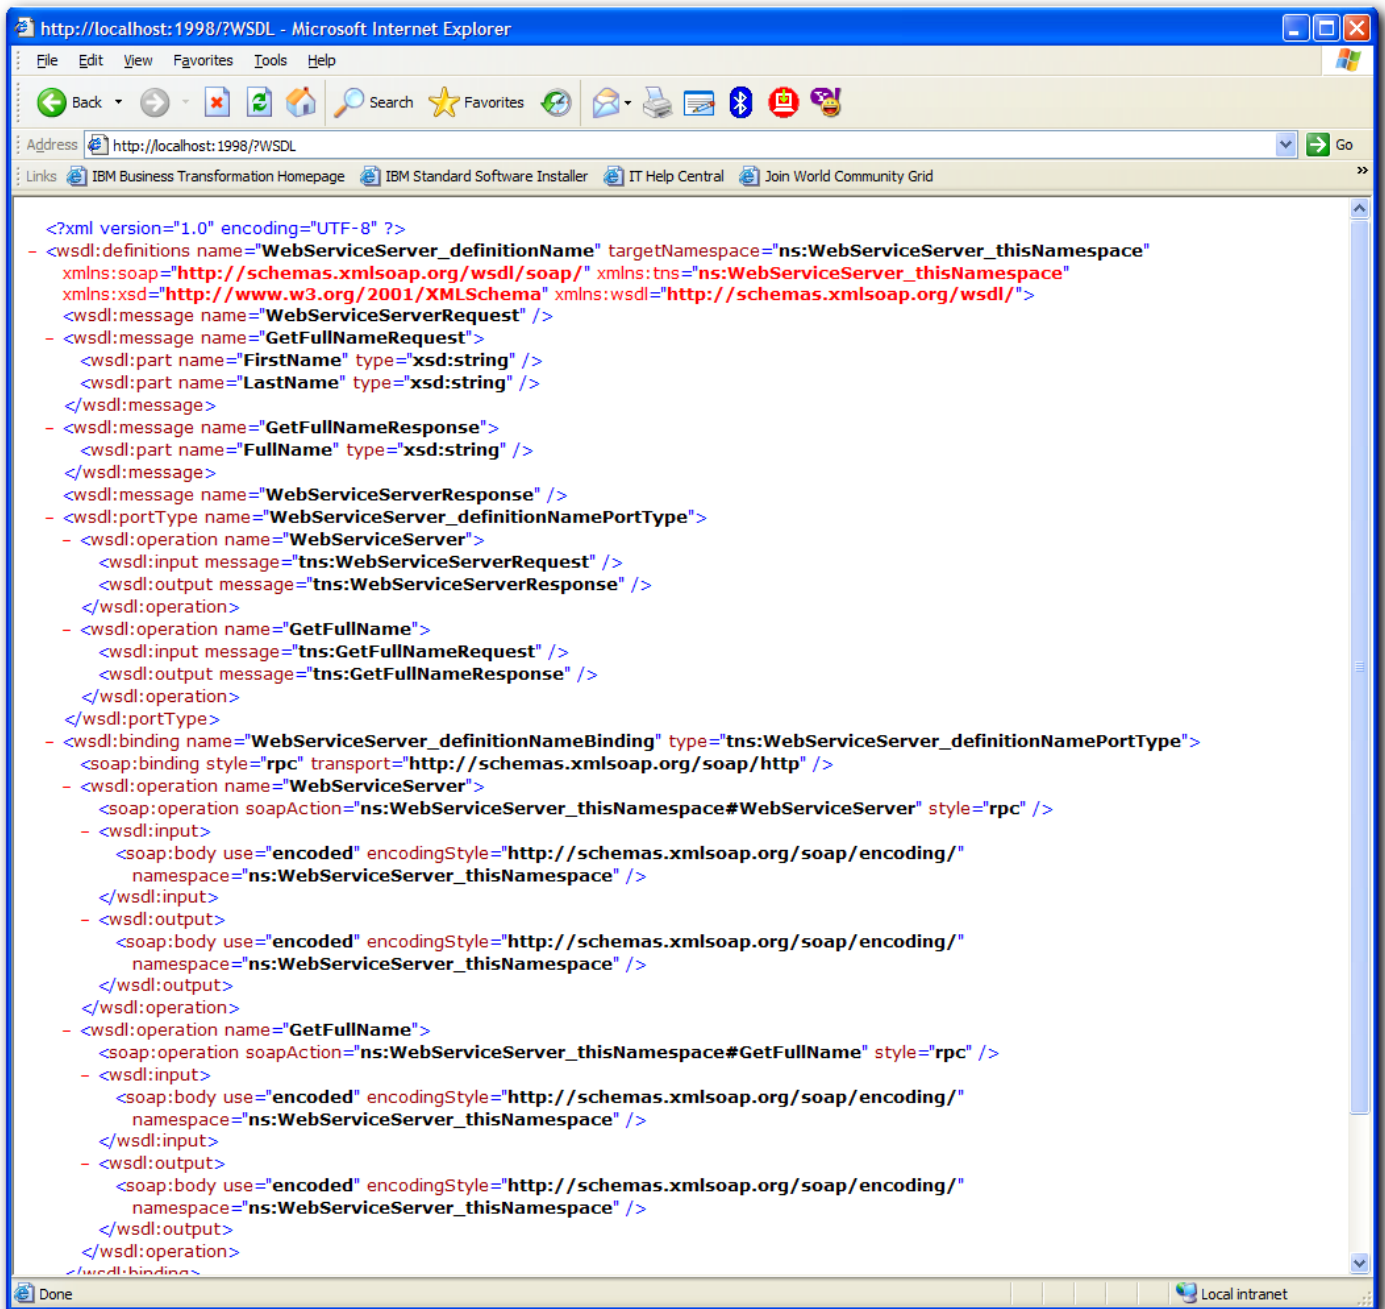 http://localhost:1998/?WSDL - Microsoft Internet Explorer
File Edit View Favorites Tools Help
Back Search Favorites
Address http://localhost:1998/?WSDL Go
Links IBM Business Transformation Homepage IBM Standard Software Installer IT Help Central Join World Community Grid »
<?xml version="1.0" encoding="UTF-8" ?>
- <wsdl:definitions name="WebServiceServer_definitionName" targetNamespace="ns:WebServiceServer_thisNamespace"
xmlns:soap="http://schemas.xmlsoap.org/wsdl/soap/" xmlns:tns="ns:WebServiceServer_thisNamespace"
xmlns:xsd="http://www.w3.org/2001/XMLSchema" xmlns:wsdl="http://schemas.xmlsoap.org/wsdl/">
<wsdl:message name="WebServiceServerRequest" />
- <wsdl:message name="GetFullNameRequest">
<wsdl:part name="FirstName" type="xsd:string" />
<wsdl:part name="LastName" type="xsd:string" />
</wsdl:message>
- <wsdl:message name="GetFullNameResponse">
<wsdl:part name="FullName" type="xsd:string" />
</wsdl:message>
<wsdl:message name="WebServiceServerResponse" />
- <wsdl:portType name="WebServiceServer_definitionNamePortType">
- <wsdl:operation name="WebServiceServer">
<wsdl:input message="tns:WebServiceServerRequest" />
<wsdl:output message="tns:WebServiceServerResponse" />
</wsdl:operation>
- <wsdl:operation name="GetFullName">
<wsdl:input message="tns:GetFullNameRequest" />
<wsdl:output message="tns:GetFullNameResponse" />
</wsdl:operation>
</wsdl:portType>
- <wsdl:binding name="WebServiceServer_definitionNameBinding" type="tns:WebServiceServer_definitionNamePortType">
<soap:binding style="rpc" transport="http://schemas.xmlsoap.org/soap/http" />
- <wsdl:operation name="WebServiceServer">
<soap:operation soapAction="ns:WebServiceServer_thisNamespace#WebServiceServer" style="rpc" />
- <wsdl:input>
<soap:body use="encoded" encodingStyle="http://schemas.xmlsoap.org/soap/encoding/"
namespace="ns:WebServiceServer_thisNamespace" />
</wsdl:input>
- <wsdl:output>
<soap:body use="encoded" encodingStyle="http://schemas.xmlsoap.org/soap/encoding/"
namespace="ns:WebServiceServer_thisNamespace" />
</wsdl:output>
</wsdl:operation>
- <wsdl:operation name="GetFullName">
<soap:operation soapAction="ns:WebServiceServer_thisNamespace#GetFullName" style="rpc" />
- <wsdl:input>
<soap:body use="encoded" encodingStyle="http://schemas.xmlsoap.org/soap/encoding/"
namespace="ns:WebServiceServer_thisNamespace" />
</wsdl:input>
- <wsdl:output>
<soap:body use="encoded" encodingStyle="http://schemas.xmlsoap.org/soap/encoding/"
namespace="ns:WebServiceServer_thisNamespace" />
</wsdl:output>
</wsdl:operation>
</wsdl:binding>
Done Local intranet